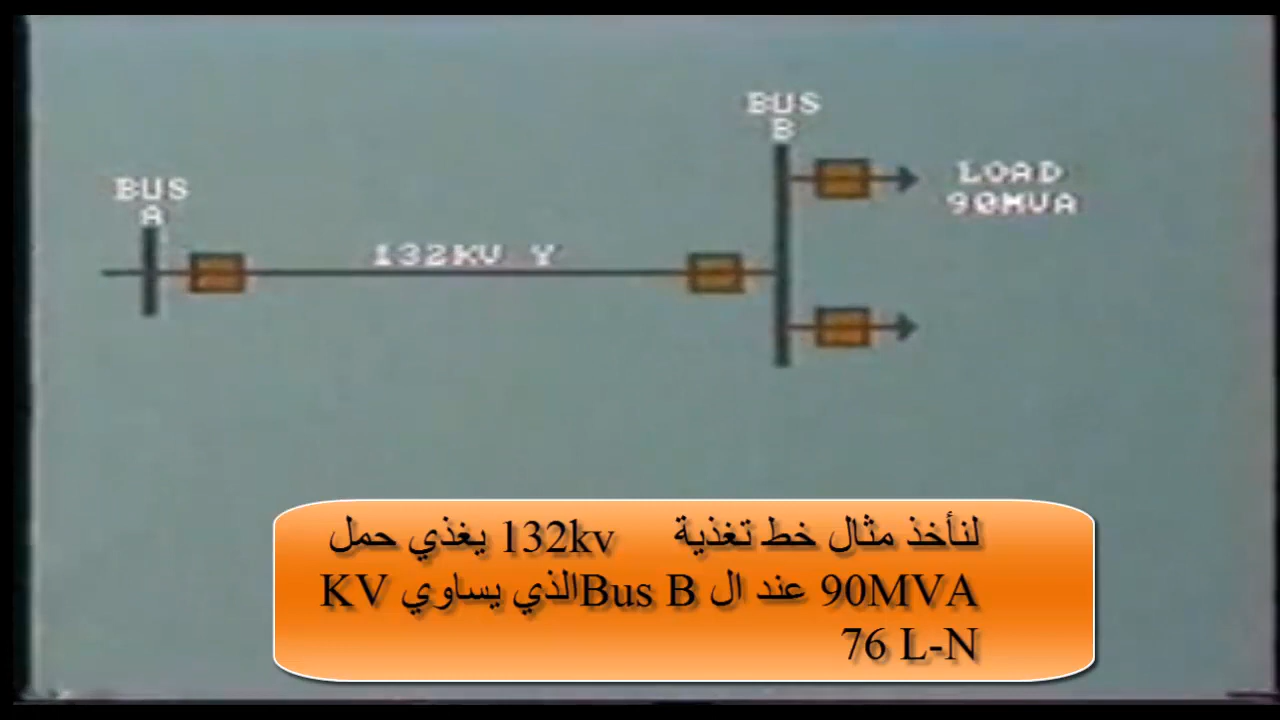 BUS
B
LOAD
90MVA
BUS
A
132KV Y
لنأخذ مثال خط تغذية 132kv يغذي حمل
90MVA عند ال Bus Bالذي يساوي KV
76 L-N